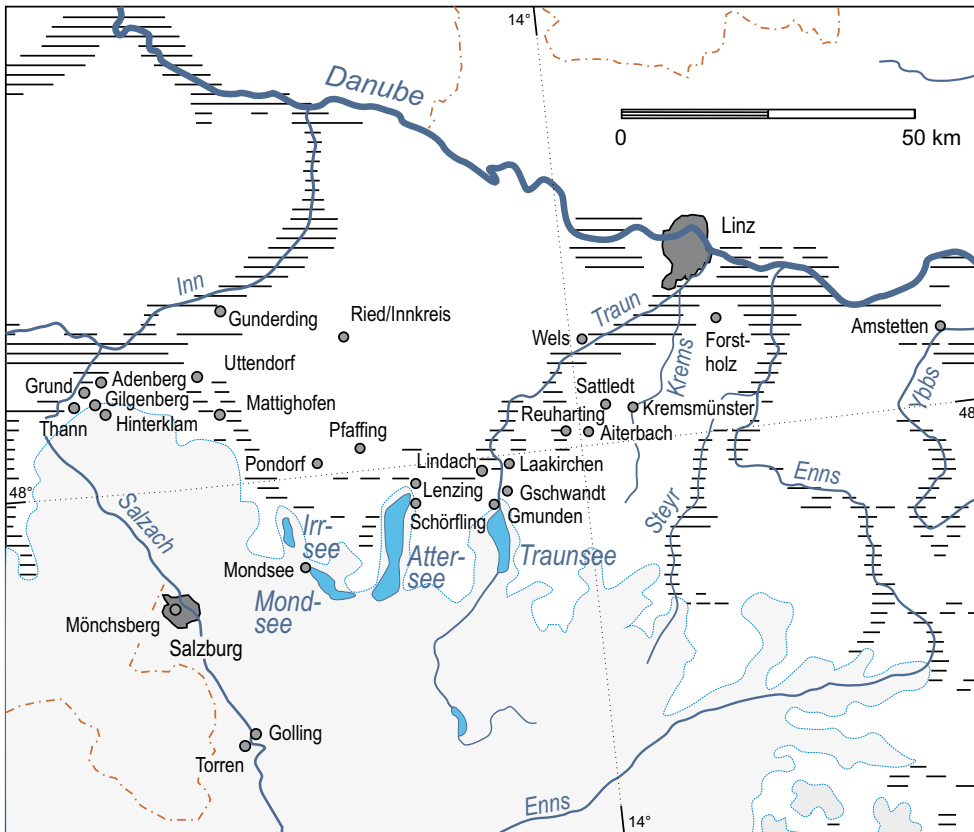 14°
Danube
0
50 km
Linz
Inn
Gunderding
Ried/Innkreis
Traun
Wels
Krems
Forst-
holz
Amstetten
Ybbs
Uttendorf
Grund
Adenberg
Gilgenberg
Thann
Hinterklam
Mattighofen
Sattledt
Reuharting
Kremsmünster
Aiterbach
48
Pfaffing
Pondorf
Lindach
Laakirchen
Lenzing
Gschwandt
Schörfling
Gmunden
Enns
Steyr
48°
Salzach
Irr-
see
Atter-
see
Traunsee
Mondsee
Mond-
see
Mönchsberg
Salzburg
Golling
Torren
Enns
14°